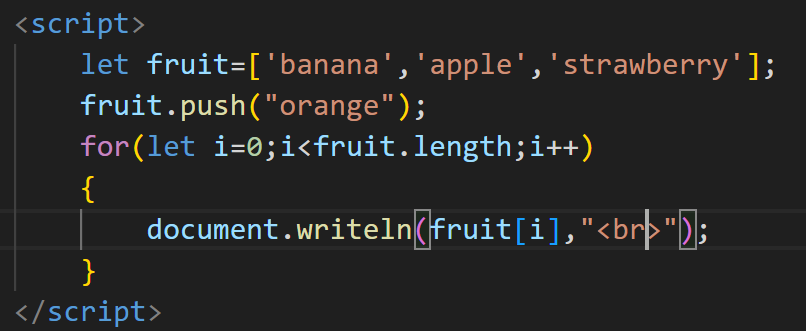 <script>
let fruit=['banana','apple','strawberry'];
fruit.push("orange");
for(let i=0;i<fruit.length;i++)
{
document.writeln(fruit[i],"<br>");
}
</script>